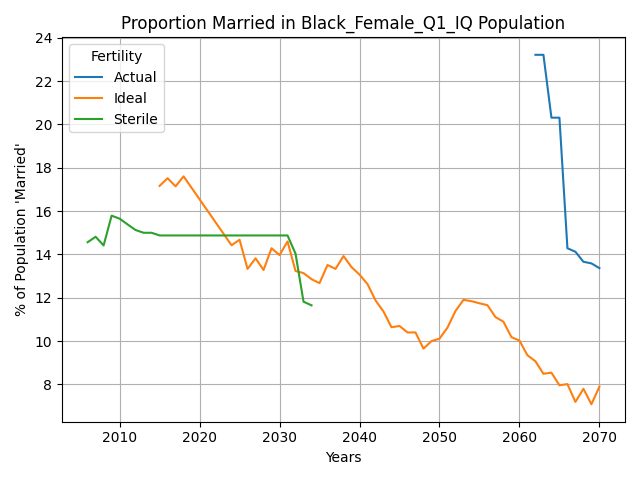 Proportion Married in Black_Female_Q1_IQ Population
% of Population 'Married'
24
22
20
18
16
14
12
10
8
Fertility
Actual
Ideal
Sterile
2010 2020 2030 2040 2050 2060 2070
Years